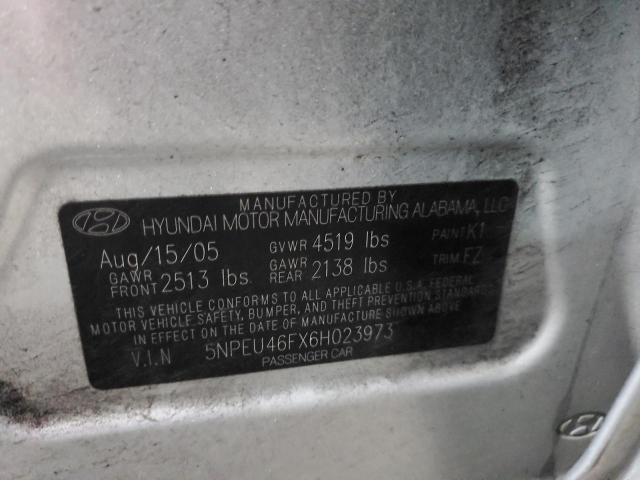 MANUFACTURED BY
HYUNDAI MOTOR MANUFACTURING ALABAMA, LLC
Aug/15/05 GVWR 4519 lbs PAINT K1
GAWR FRONT 2513 lbs. GAWR REAR 2138 lbs TRIM. FZ
THIS VEHICLE CONFORMS TO ALL APPLICABLE U.S.A. FEDERAL
MOTOR VEHICLE SAFETY, BUMPER, AND THEFT PREVENTION STANDARDS
IN EFFECT ON THE DATE OF MANUFACTURE SHOWN ABOVE
V.I.N 5NPEU46FX6H023973
PASSENGER CAR